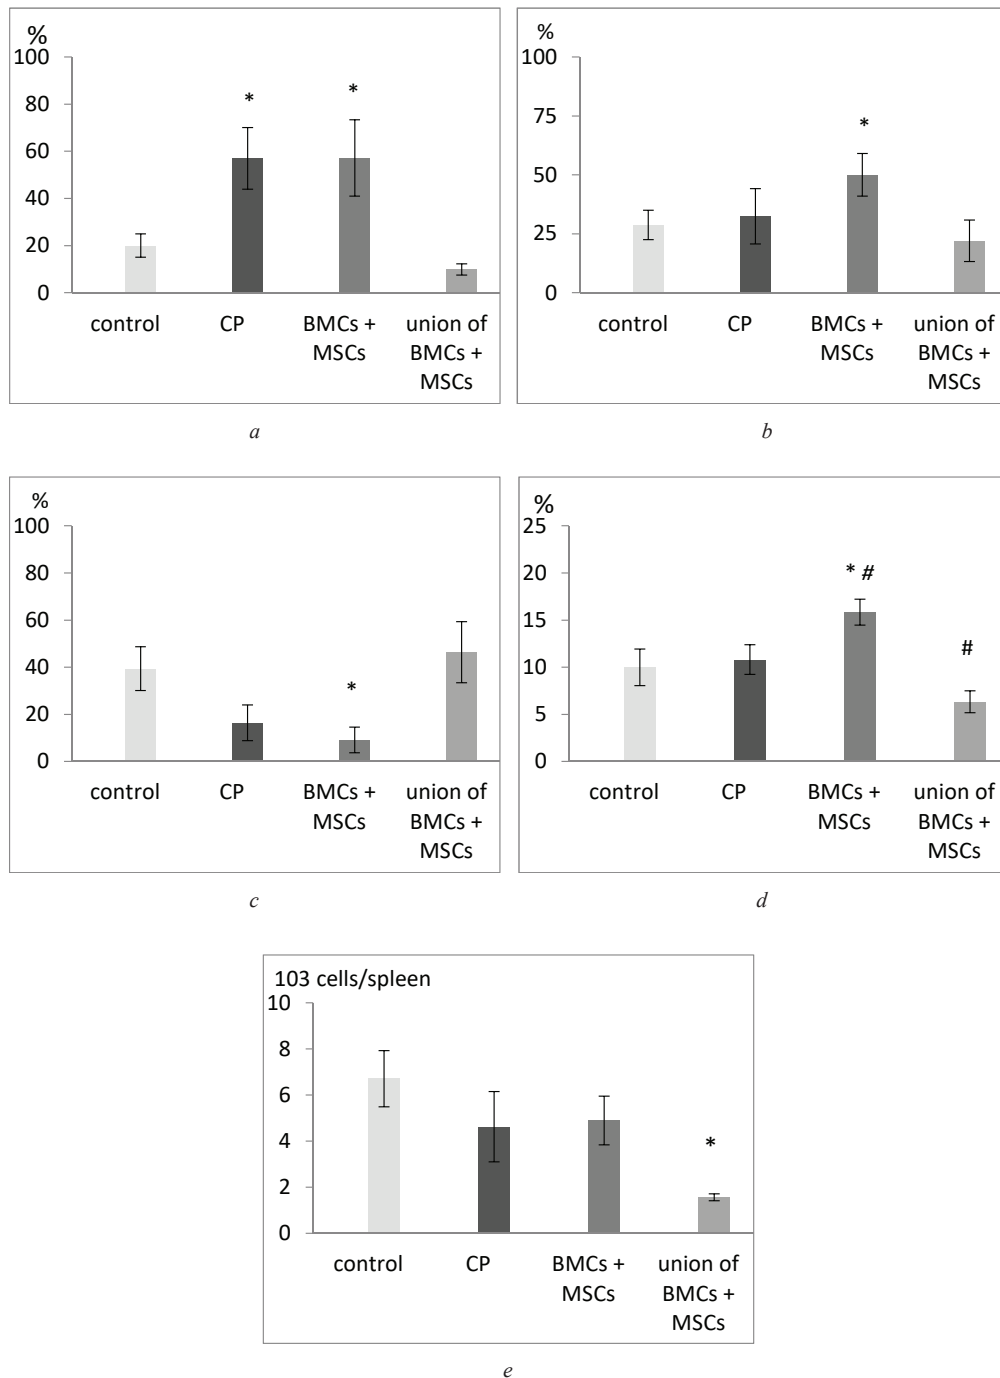 %
100
80
60
40
20
0
*
*
control
CP
BMCs +
MSCs
union of
BMCs +
MSCs
a
%
100
75
50
25
0
*
control
CP
BMCs +
MSCs
union of
BMCs +
MSCs
b
%
100
80
60
40
20
0
*
control
CP
BMCs +
MSCs
union of
BMCs +
MSCs
c
%
25
20
15
10
5
0
* #
#
control
CP
BMCs +
MSCs
union of
BMCs +
MSCs
d
103 cells/spleen
10
8
6
4
2
0
*
control
CP
BMCs +
MSCs
union of
BMCs +
MSCs
e